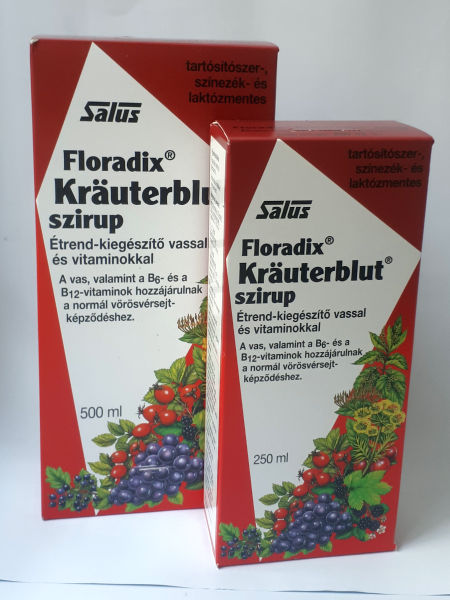 tartósítószer-,
színezék- és
laktózmentes
Salus
Floradix®
Kräuterblu
szirup
Étrend-kiegészítő vassal
és vitaminokkal
A vas, valamint a B6- és a
B12-vitaminok hozzájárulnak
a normál vörösvérsejt-
képződéshez.
500 ml
tartósítószer-,
színezék- és
laktózmentes
Salus
Floradix®
Kräuterblut®
szirup
Étrend-kiegészítő vassal
és vitaminokkal
A vas, valamint a B6- és a
B12-vitaminok hozzájárulnak
a normál vörösvérsejt-
képződéshez.
250 ml